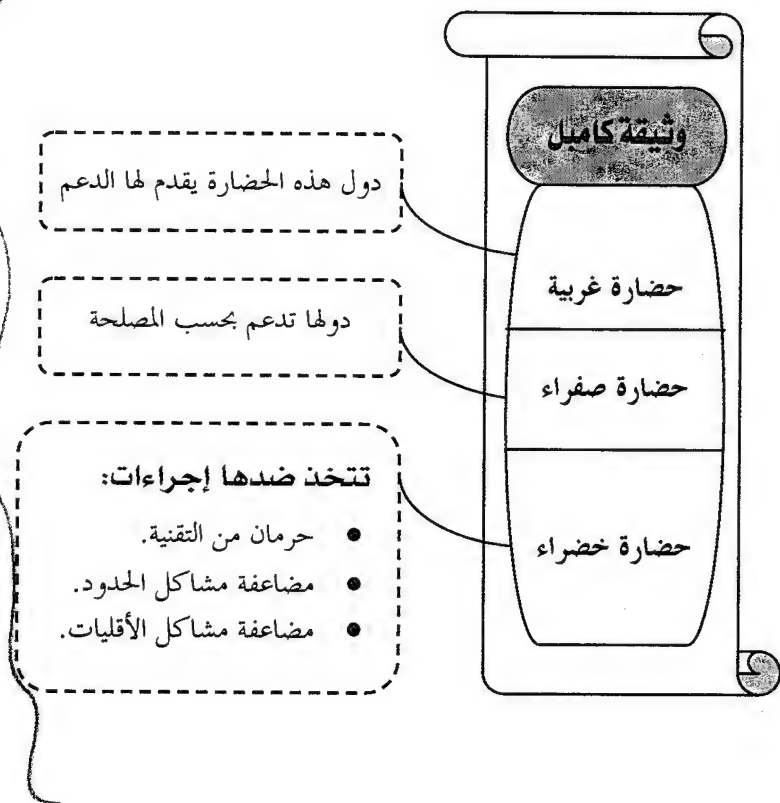 وثيقة كامبل
دول هذه الحضارة يقدم لها الدعم
حضارة غربية
دولها تدعم بحسب المصلحة
حضارة صفراء
تتخذ ضدها إجراءات:
● حرمان من التقنية.
● مضاعفة مشاكل الحدود.
● مضاعفة مشاكل الأقليات.
حضارة خضراء